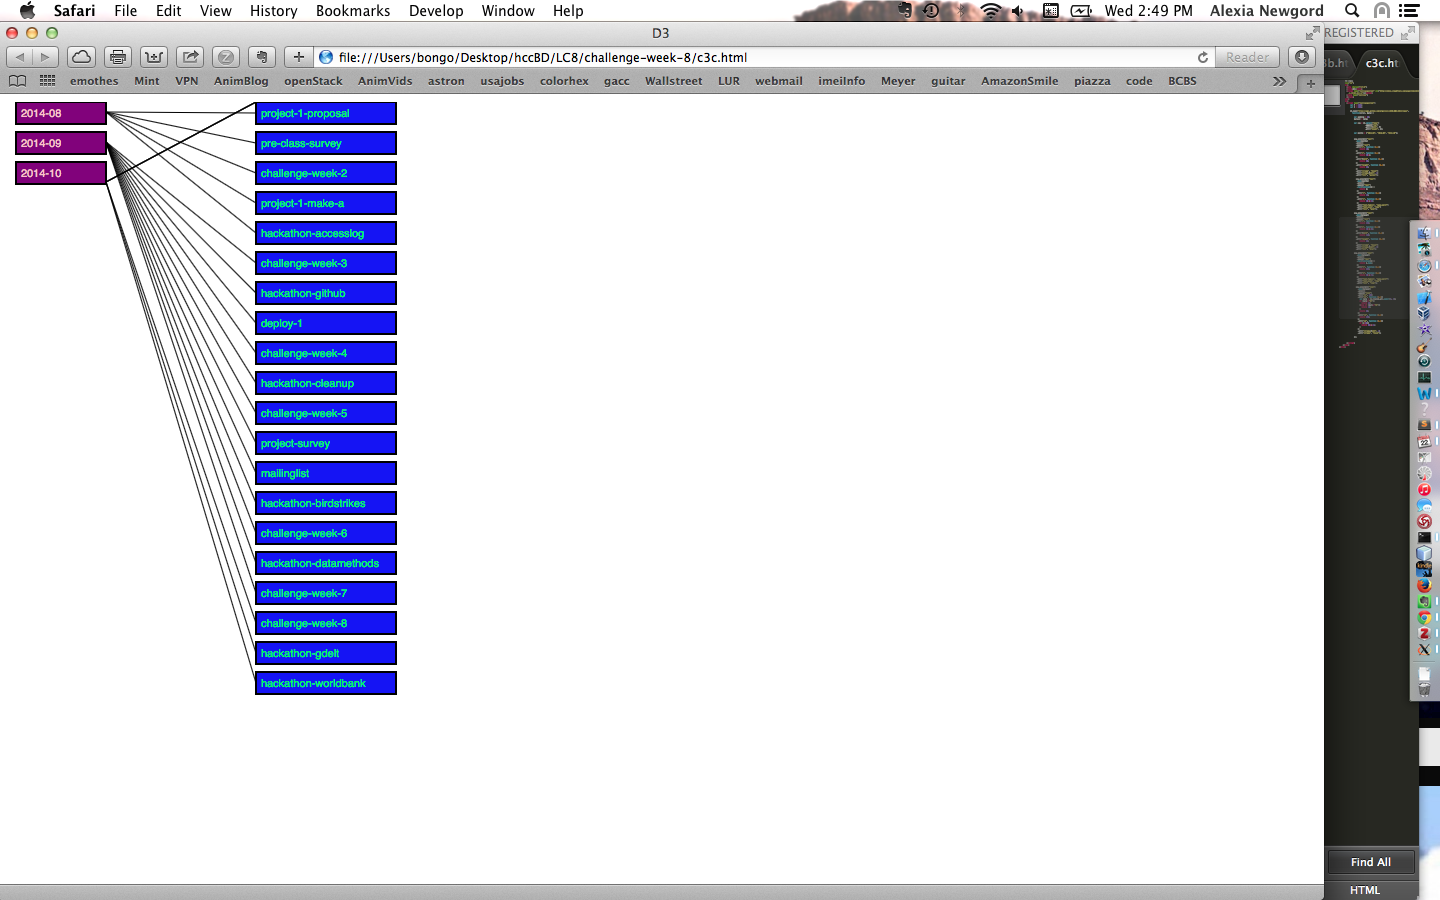 Safari File Edit View History Bookmarks Develop Window Help Wed 2:49 PM Alexia Newgord
D3
REGISTERED
file:///Users/bongo/Desktop/hccBD/LC8/challenge-week-8/c3c.html Reader
3b.ht c3c.ht
emothes Mint VPN AnimBlog openStack AnimVids astron usajobs colorhex gacc Wallstreet LUR webmail imeiInfo Meyer guitar AmazonSmile piazza code BCBS
2014-08 project-1-proposal
2014-09 pre-class-survey
2014-10 challenge-week-2
project-1-make-a
hackathon-accesslog
challenge-week-3
hackathon-github
deploy-1
challenge-week-4
hackathon-cleanup
challenge-week-5
project-survey
mailinglist
hackathon-birdstrikes
challenge-week-6
hackathon-datamethods
challenge-week-7
challenge-week-8
hackathon-gdelt
hackathon-worldbank
Find All
HTML